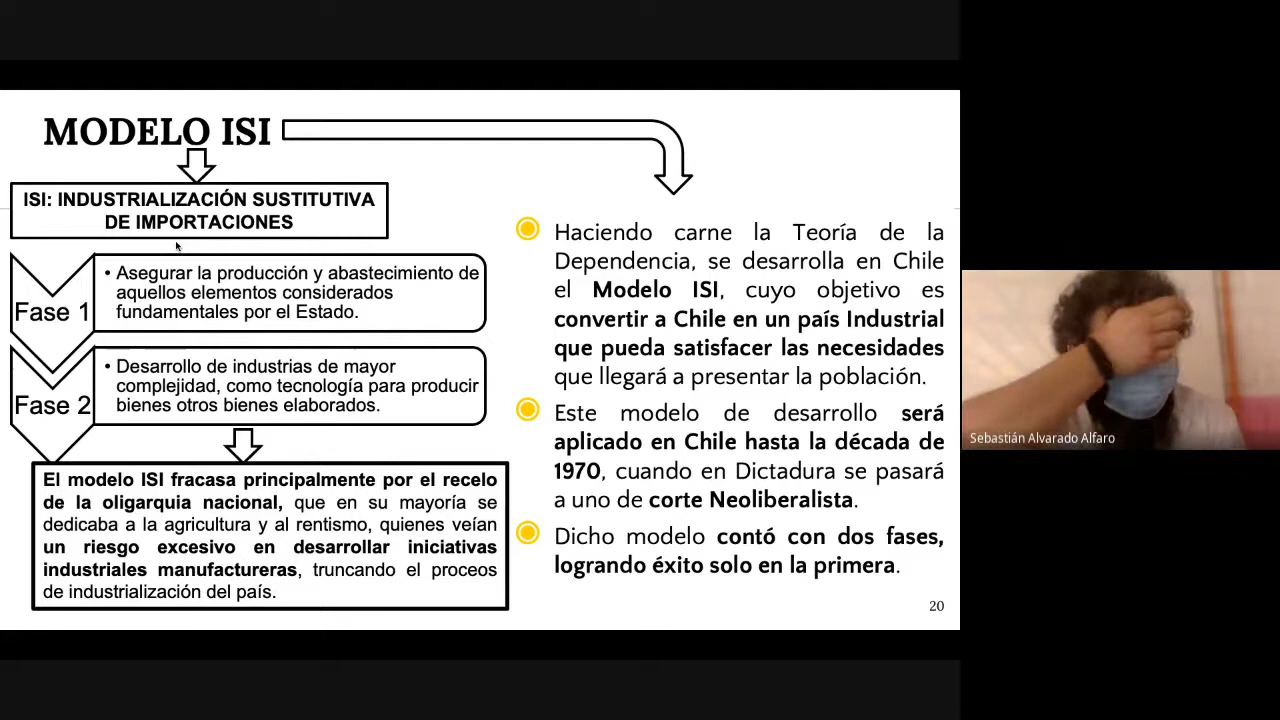 MODELO ISI
ISI: INDUSTRIALIZACIÓN SUSTITUTIVA
DE IMPORTACIONES
Fase 1
• Asegurar la producción y abastecimiento de
aquellos elementos considerados
fundamentales por el Estado.
Fase 2
• Desarrollo de industrias de mayor
complejidad, como tecnología para producir
bienes otros bienes elaborados.
El modelo ISI fracasa principalmente por el recelo
de la oligarquia nacional, que en su mayoría se
dedicaba a la agricultura y al rentismo, quienes veían
un riesgo excesivo en desarrollar iniciativas
industriales manufactureras, truncando el proceos
de industrialización del país.
Haciendo carne la Teoría de la
Dependencia, se desarrolla en Chile
el Modelo ISI, cuyo objetivo es
convertir a Chile en un país Industrial
que pueda satisfacer las necesidades
que llegará a presentar la población.
Este modelo de desarrollo será
aplicado en Chile hasta la década de
1970, cuando en Dictadura se pasará
a uno de corte Neoliberalista.
Dicho modelo contó con dos fases,
logrando éxito solo en la primera.
20
Sebastián Alvarado Alfaro